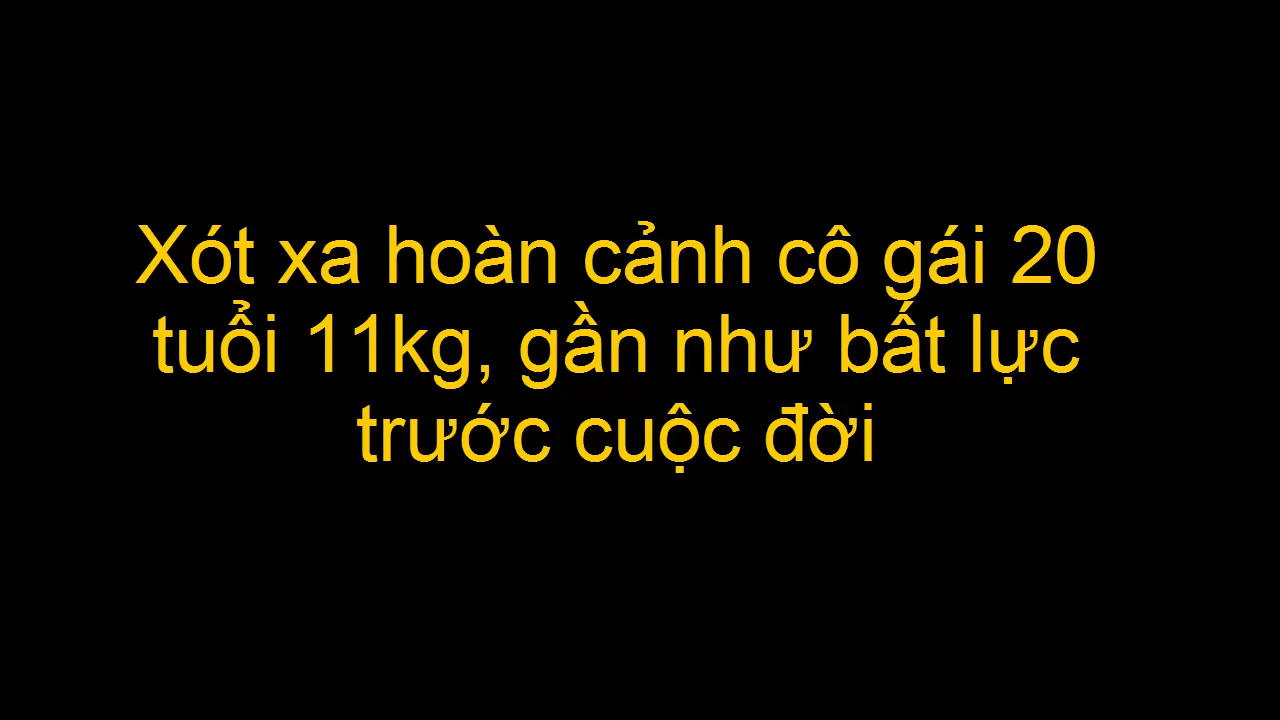 Xót xa hoàn cảnh cô gái 20
tuổi 11kg, gần như bất lực
trước cuộc đời